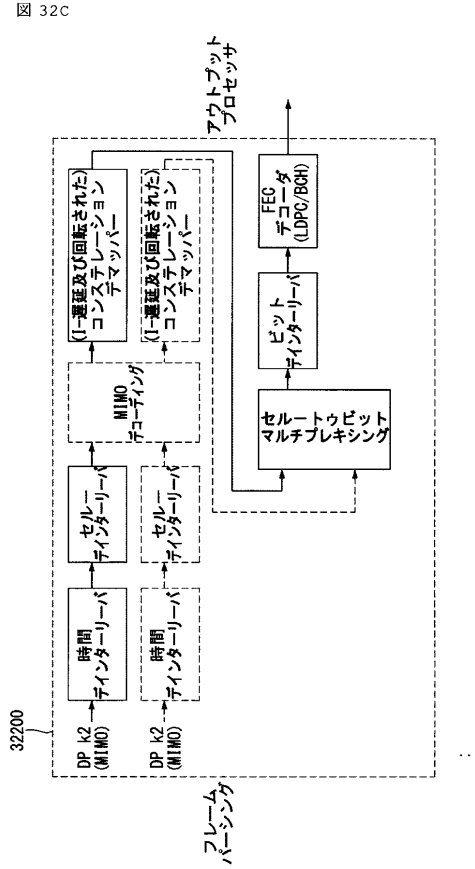 図 32C
32200
フレーム
パーシング
DP k2
(MIMO)
時間
デインターリーバ
セルー
デインターリーバ
DP k2
(MIMO)
時間
デインターリーバ
セルー
デインターリーバ
MIMO
デコーディング
(I-遅延及び回転された)
コンステレーション
デマッパー
(I-遅延及び回転された)
コンステレーション
デマッパー
セルートゥビット
マルチプレキシング
ビット
デインターリーバ
FEC
デコーダ
(LDPC/BCH)
アウトプット
プロセッサ